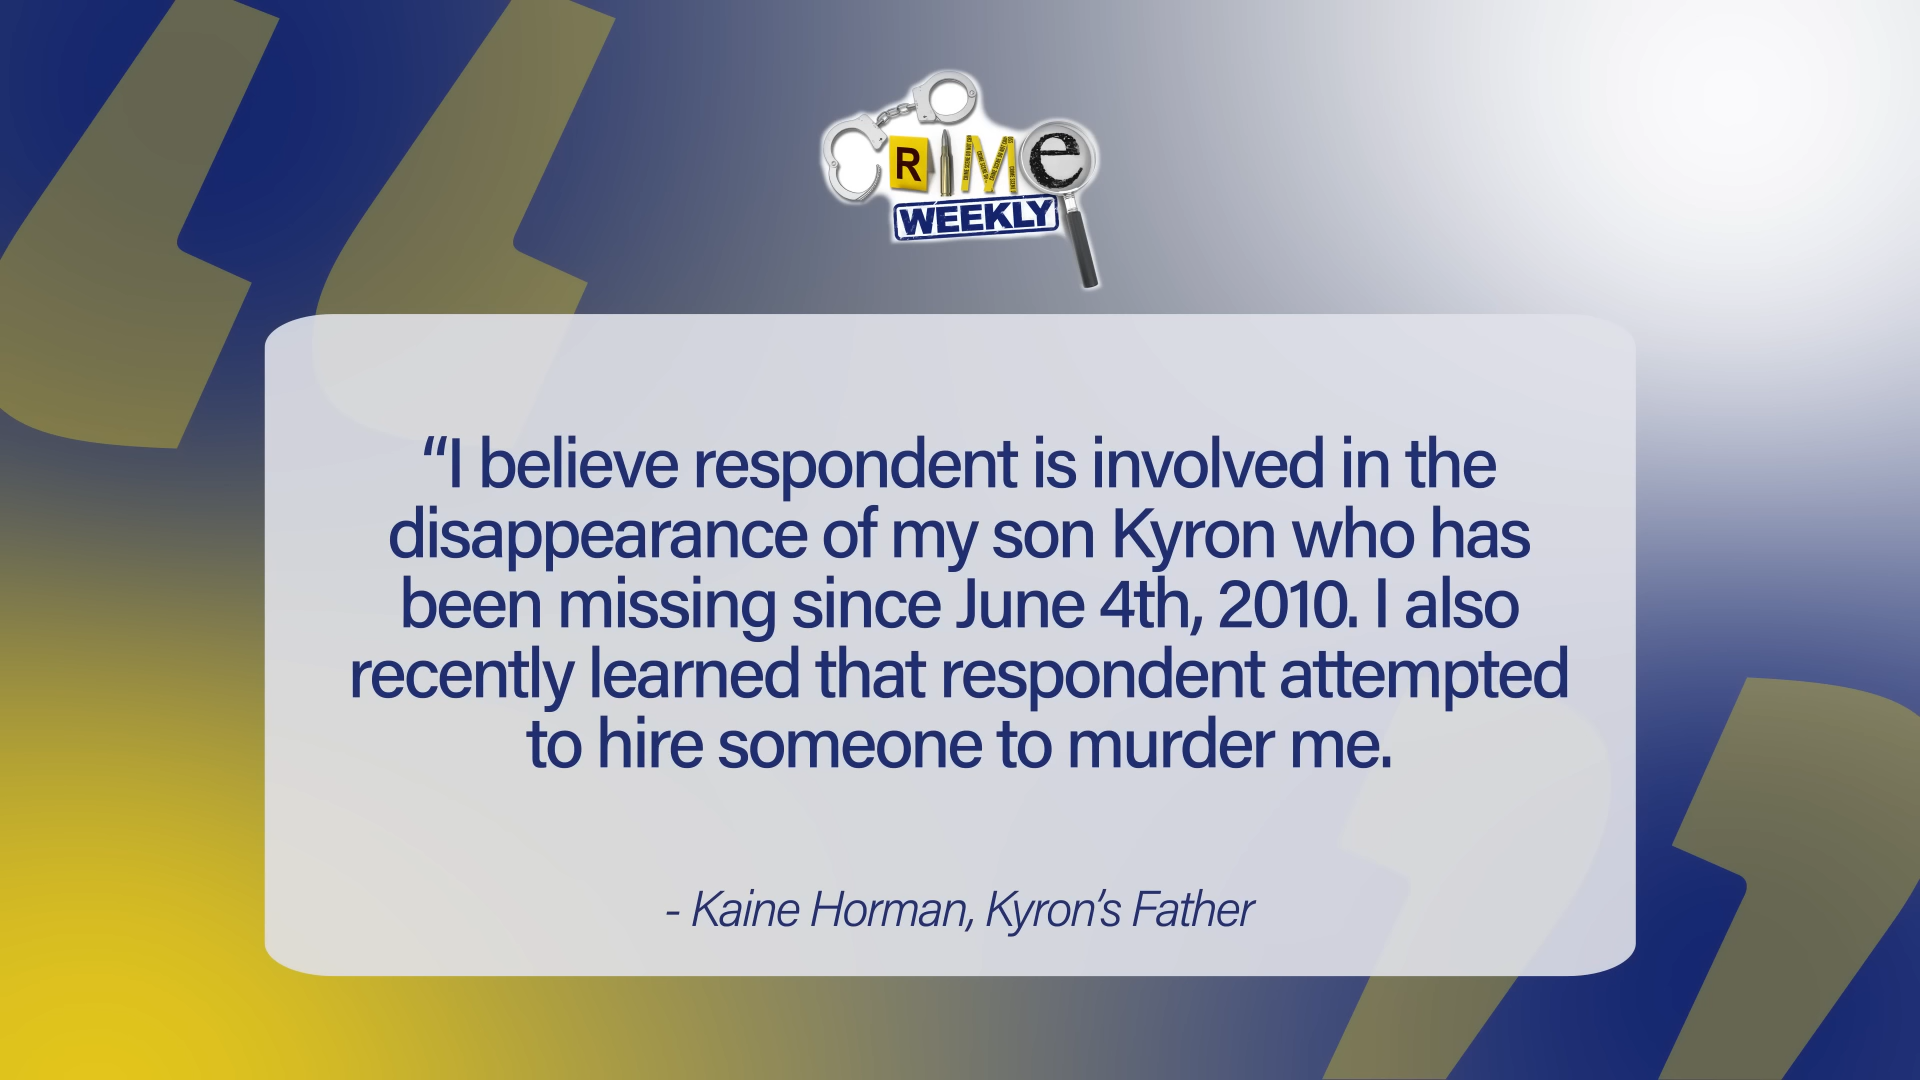 CRIME
WEEKLY
“I believe respondent is involved in the
disappearance of my son Kyron who has
been missing since June 4th, 2010. I also
recently learned that respondent attempted
to hire someone to murder me.
- Kaine Horman, Kyron’s Father